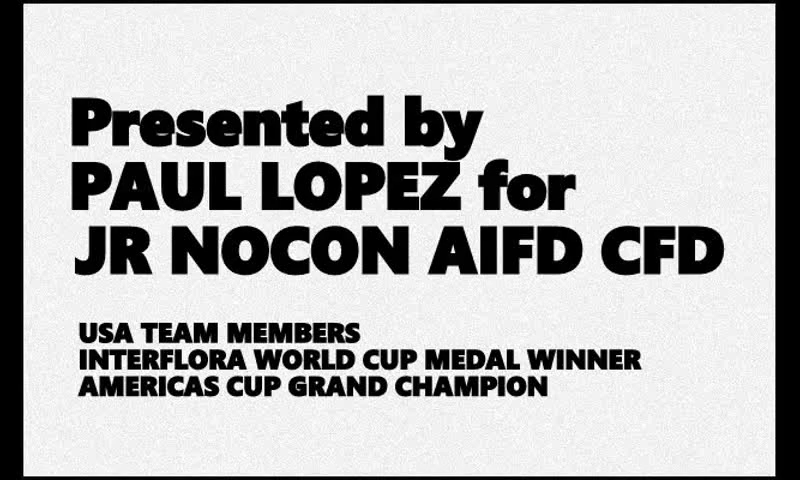 Presented by
PAUL LOPEZ for
JR NOCON AIFD CFD
USA TEAM MEMBERS
INTERFLORA WORLD CUP MEDAL WINNER
AMERICAS CUP GRAND CHAMPION